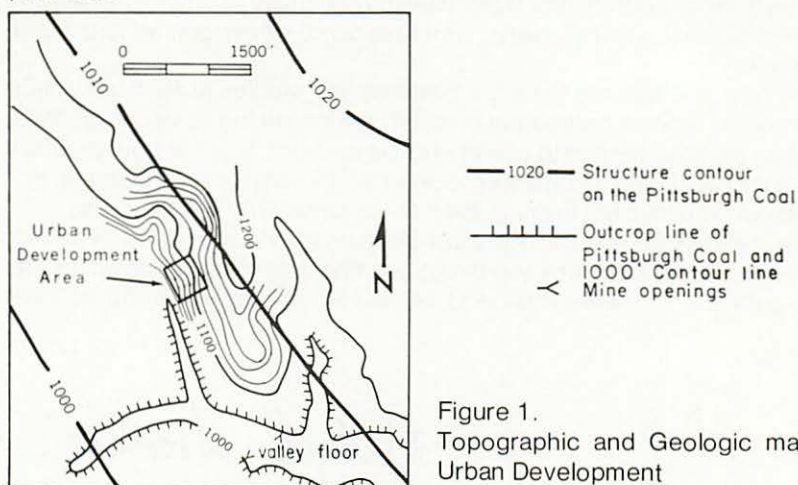 0 1500'
1010
1020
1200
Urban
Development
Area
N
1100
1000
1000
valley floor
1020 Structure contour
on the Pittsburgh Coal
Outcrop line of
Pittsburgh Coal and
1000' Contour line
Mine openings
Figure 1.
Topographic and Geologic ma
Urban Development